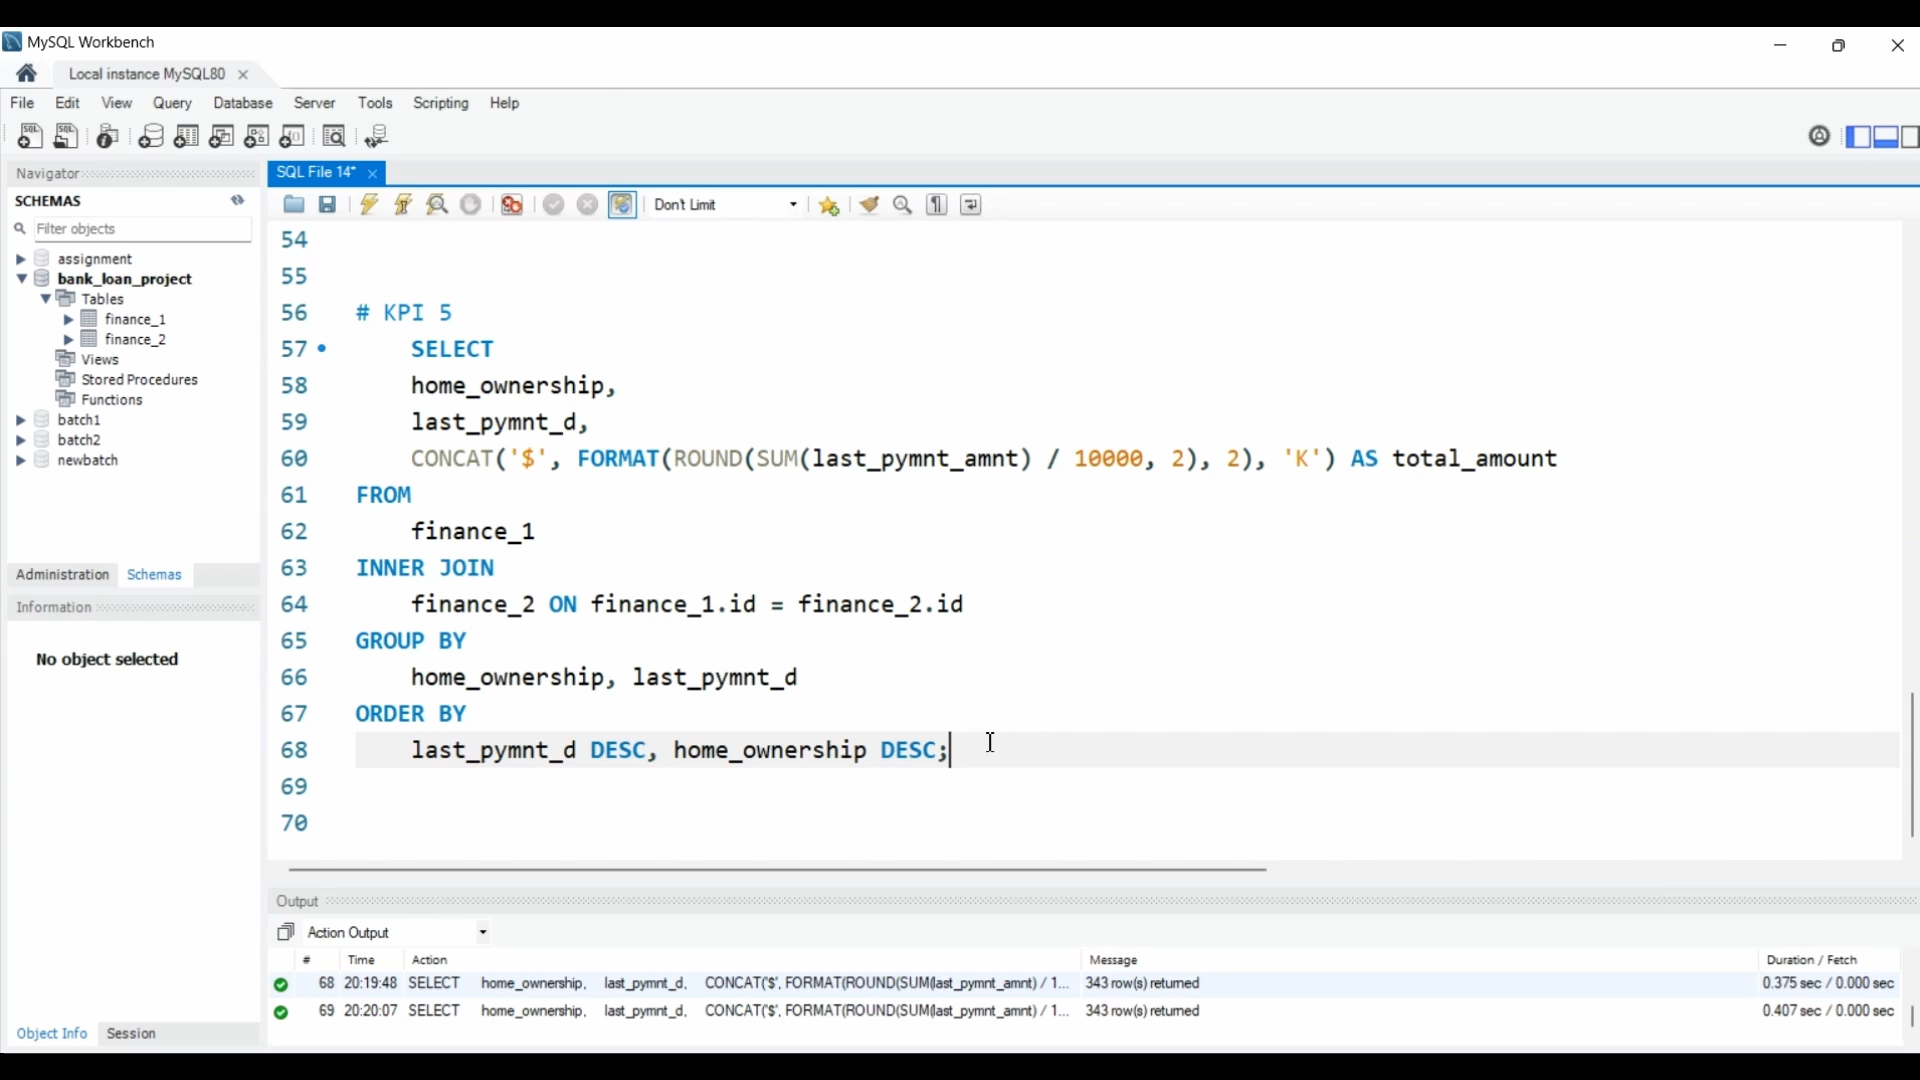 MySQL Workbench
Local instance MySQL80
File Edit View Query Database Server Tools Scripting Help
Navigator
SQL File 14*
SCHEMAS
Don't Limit
Filter objects
assignment
bank_loan_project
Tables
finance_1
finance_2
Views
Stored Procedures
Functions
batch1
batch2
newbatch
Administration Schemas
Information
No object selected
Object Info Session
54
55
56 # KPI 5
57 SELECT
58 home_ownership,
59 last_pymnt_d,
60 CONCAT('$', FORMAT(ROUND(SUM(last_pymnt_amnt) / 10000, 2), 2), 'K') AS total_amount
61 FROM
62 finance_1
63 INNER JOIN
64 finance_2 ON finance_1.id = finance_2.id
65 GROUP BY
66 home_ownership, last_pymnt_d
67 ORDER BY
68 last_pymnt_d DESC, home_ownership DESC;
69
70
Output
Action Output
# Time Action Message Duration / Fetch
68 20:19:48 SELECT home_ownership, last_pymnt_d, CONCAT('$', FORMAT(ROUND(SUM(last_pymnt_amnt) / 1... 343 row(s) returned 0.375 sec / 0.000 sec
69 20:20:07 SELECT home_ownership, last_pymnt_d, CONCAT('$', FORMAT(ROUND(SUM(last_pymnt_amnt) / 1... 343 row(s) returned 0.407 sec / 0.000 sec